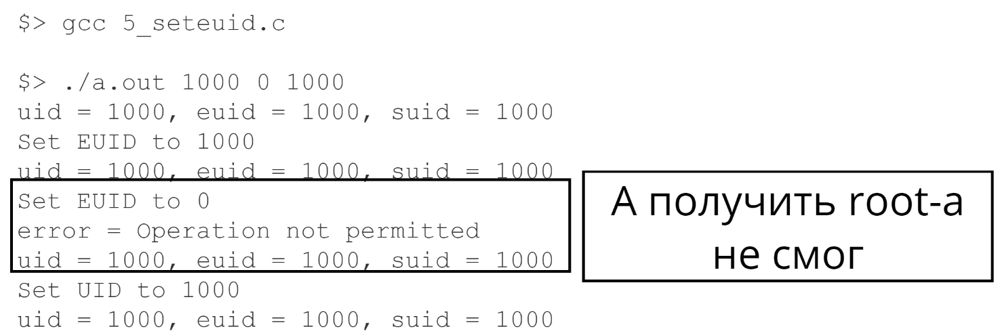 $> gcc 5_seteuid.c
$> ./a.out 1000 0 1000
uid = 1000, euid = 1000, suid = 1000
Set EUID to 1000
uid = 1000, euid = 1000, suid = 1000
Set EUID to 0
error = Operation not permitted
uid = 1000, euid = 1000, suid = 1000
Set UID to 1000
uid = 1000, euid = 1000, suid = 1000
А получить root-а
не смог